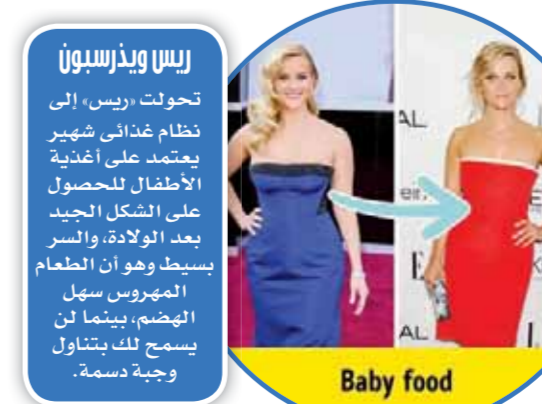 ريس ويذرسبون
تحولت «ريس» إلى
نظام غذائى شهير
يعتمد على أغذية
الأطفال للحصول
على الشكل الجيد
بعد الولادة، والسر
بسيط وهو أن الطعام
المهروس سهل
الهضم، بينما لن
يسمح لك بتناول
وجبة دسمة.
Baby food